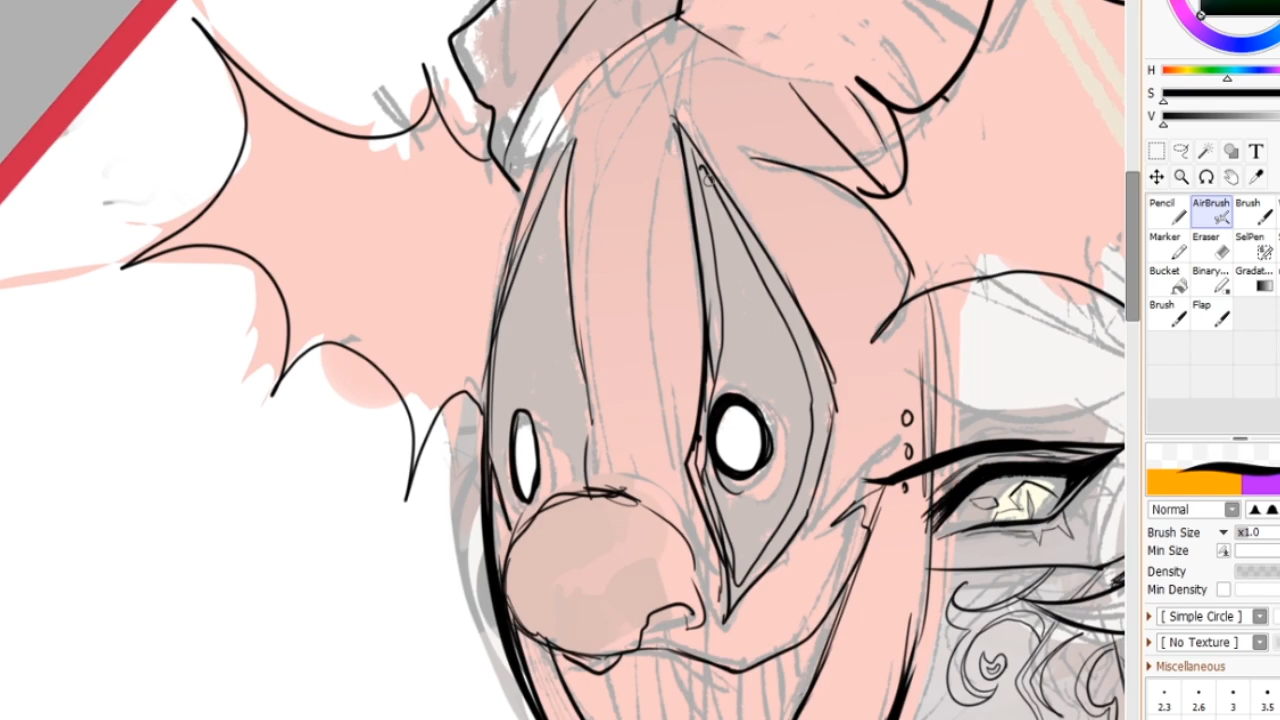 H
S
V
T
Pencil AirBrush Brush
Marker Eraser SelPen
Bucket Binary... Gradat...
Brush Flap
Normal
Brush Size x1.0
Min Size
Density
Min Density
[ Simple Circle ]
[ No Texture ]
Miscellaneous
2.3 2.6 3 3.5